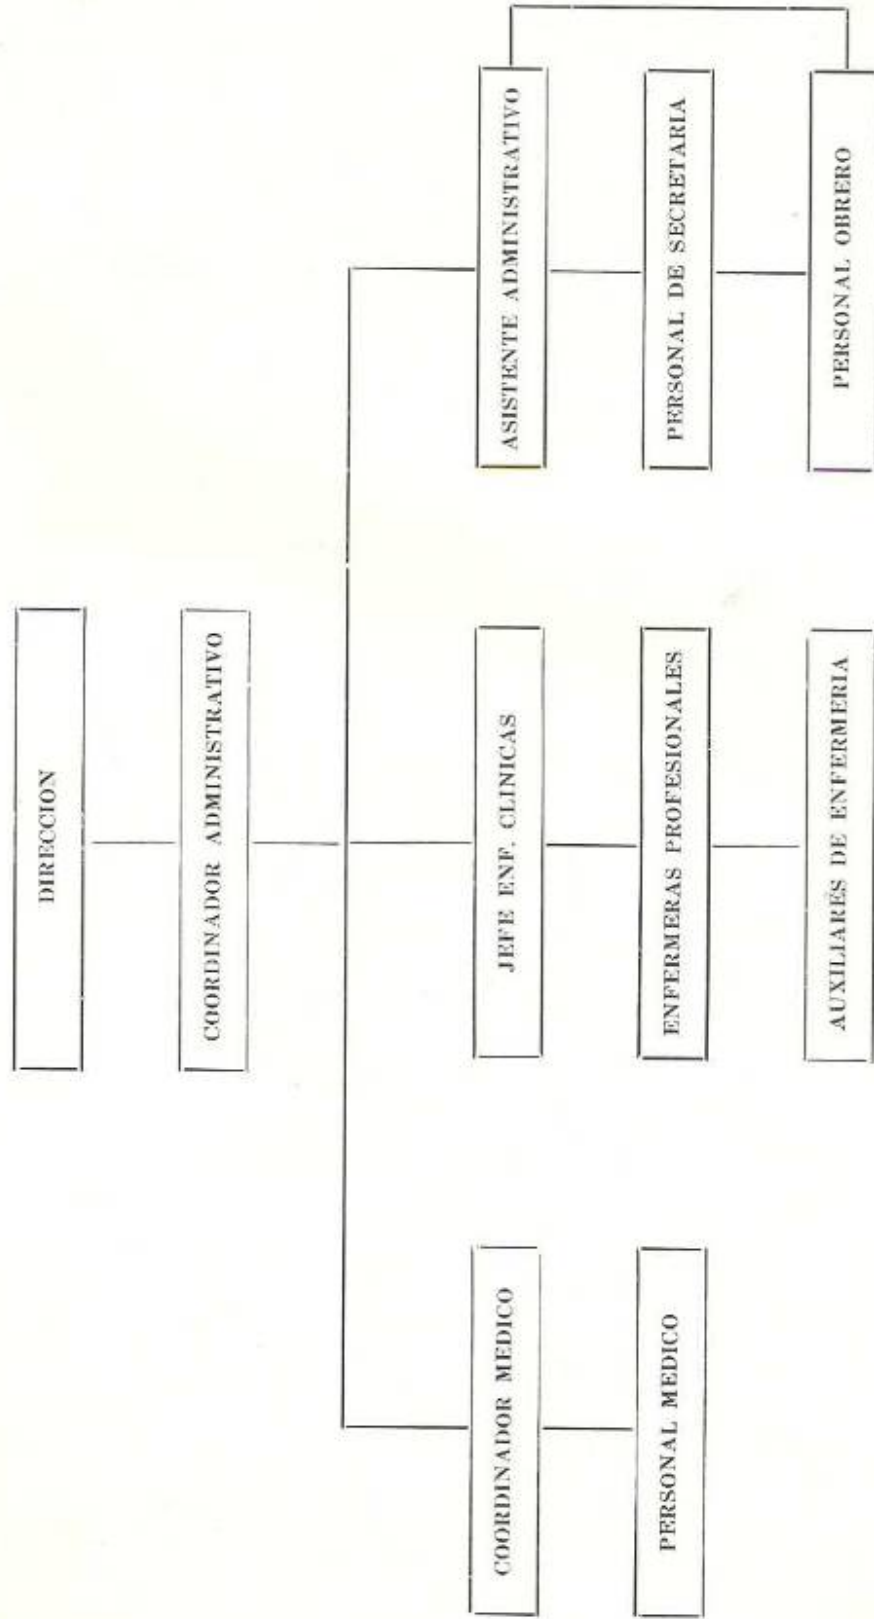 DIRECCION
COORDINADOR ADMINISTRATIVO
COORDINADOR MEDICO
JEFE ENF. CLINICAS
ASISTENTE ADMINISTRATIVO
PERSONAL MEDICO
ENFERMERAS PROFESIONALES
PERSONAL DE SECRETARIA
AUXILIARES DE ENFERMERIA
PERSONAL OBRERO